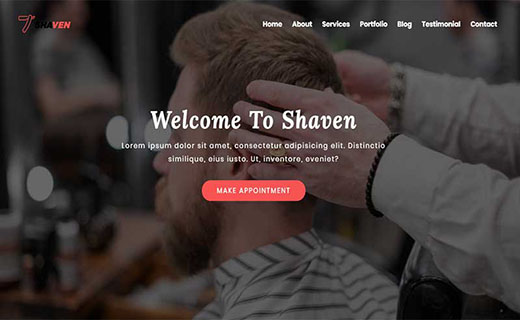 SHAVEN
Home About Services Portfolio Blog Testimonial Contact
Welcome To Shaven
Lorem ipsum dolor sit amet, consectetur adipisicing elit. Distinctio
similique, eius iusto. Ut, inventore, eveniet?
MAKE APPOINTMENT